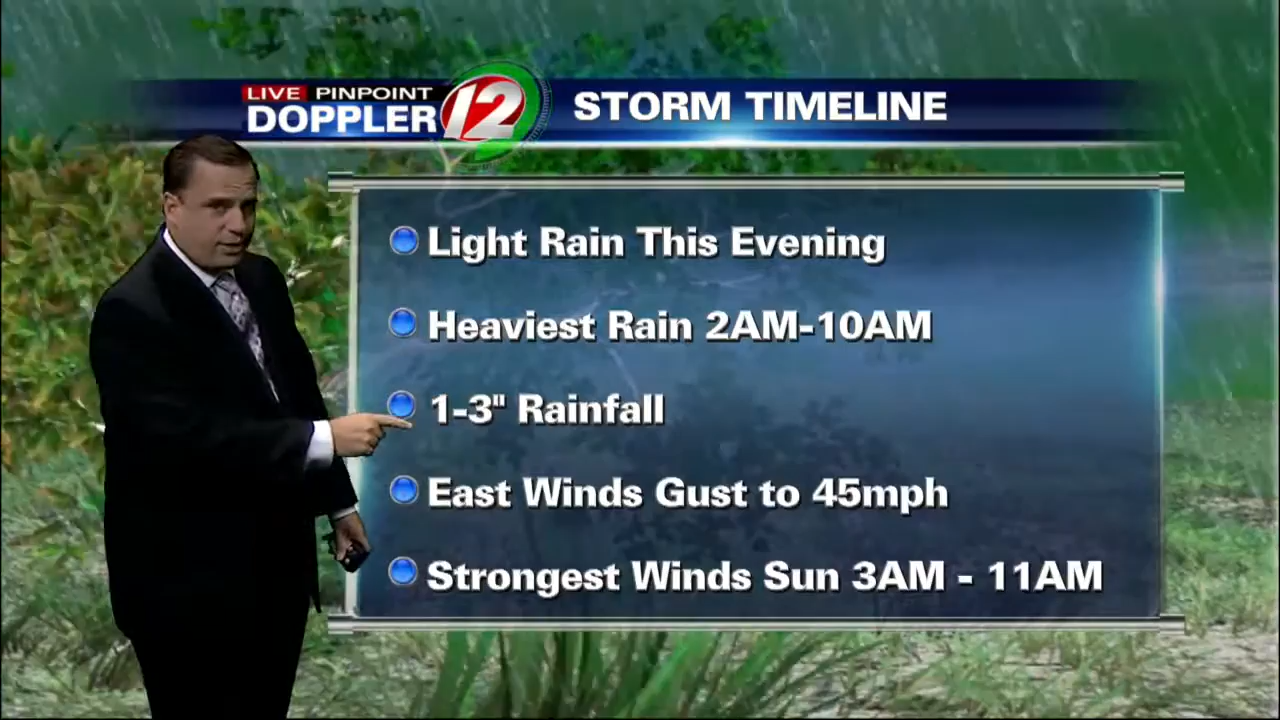 LIVE PINPOINT
DOPPLER 12
STORM TIMELINE
Light Rain This Evening
Heaviest Rain 2AM-10AM
1-3" Rainfall
East Winds Gust to 45mph
Strongest Winds Sun 3AM - 11AM